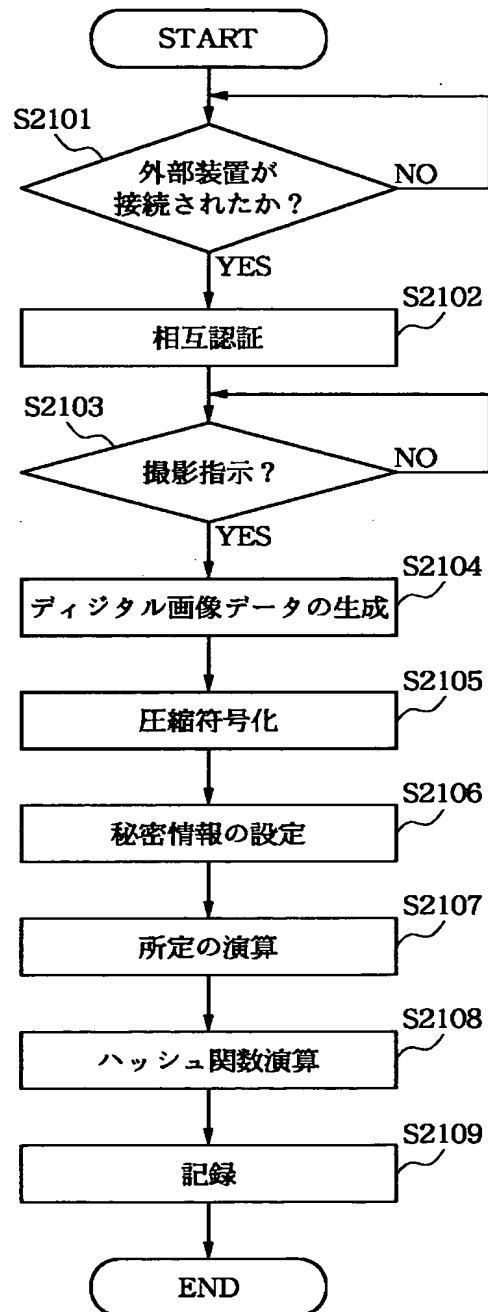 START
S2101
外部装置が
接続されたか？
NO
YES
S2102
相互認証
S2103
撮影指示？
NO
YES
S2104
ディジタル画像データの生成
S2105
圧縮符号化
S2106
秘密情報の設定
S2107
所定の演算
S2108
ハッシュ関数演算
S2109
記録
END